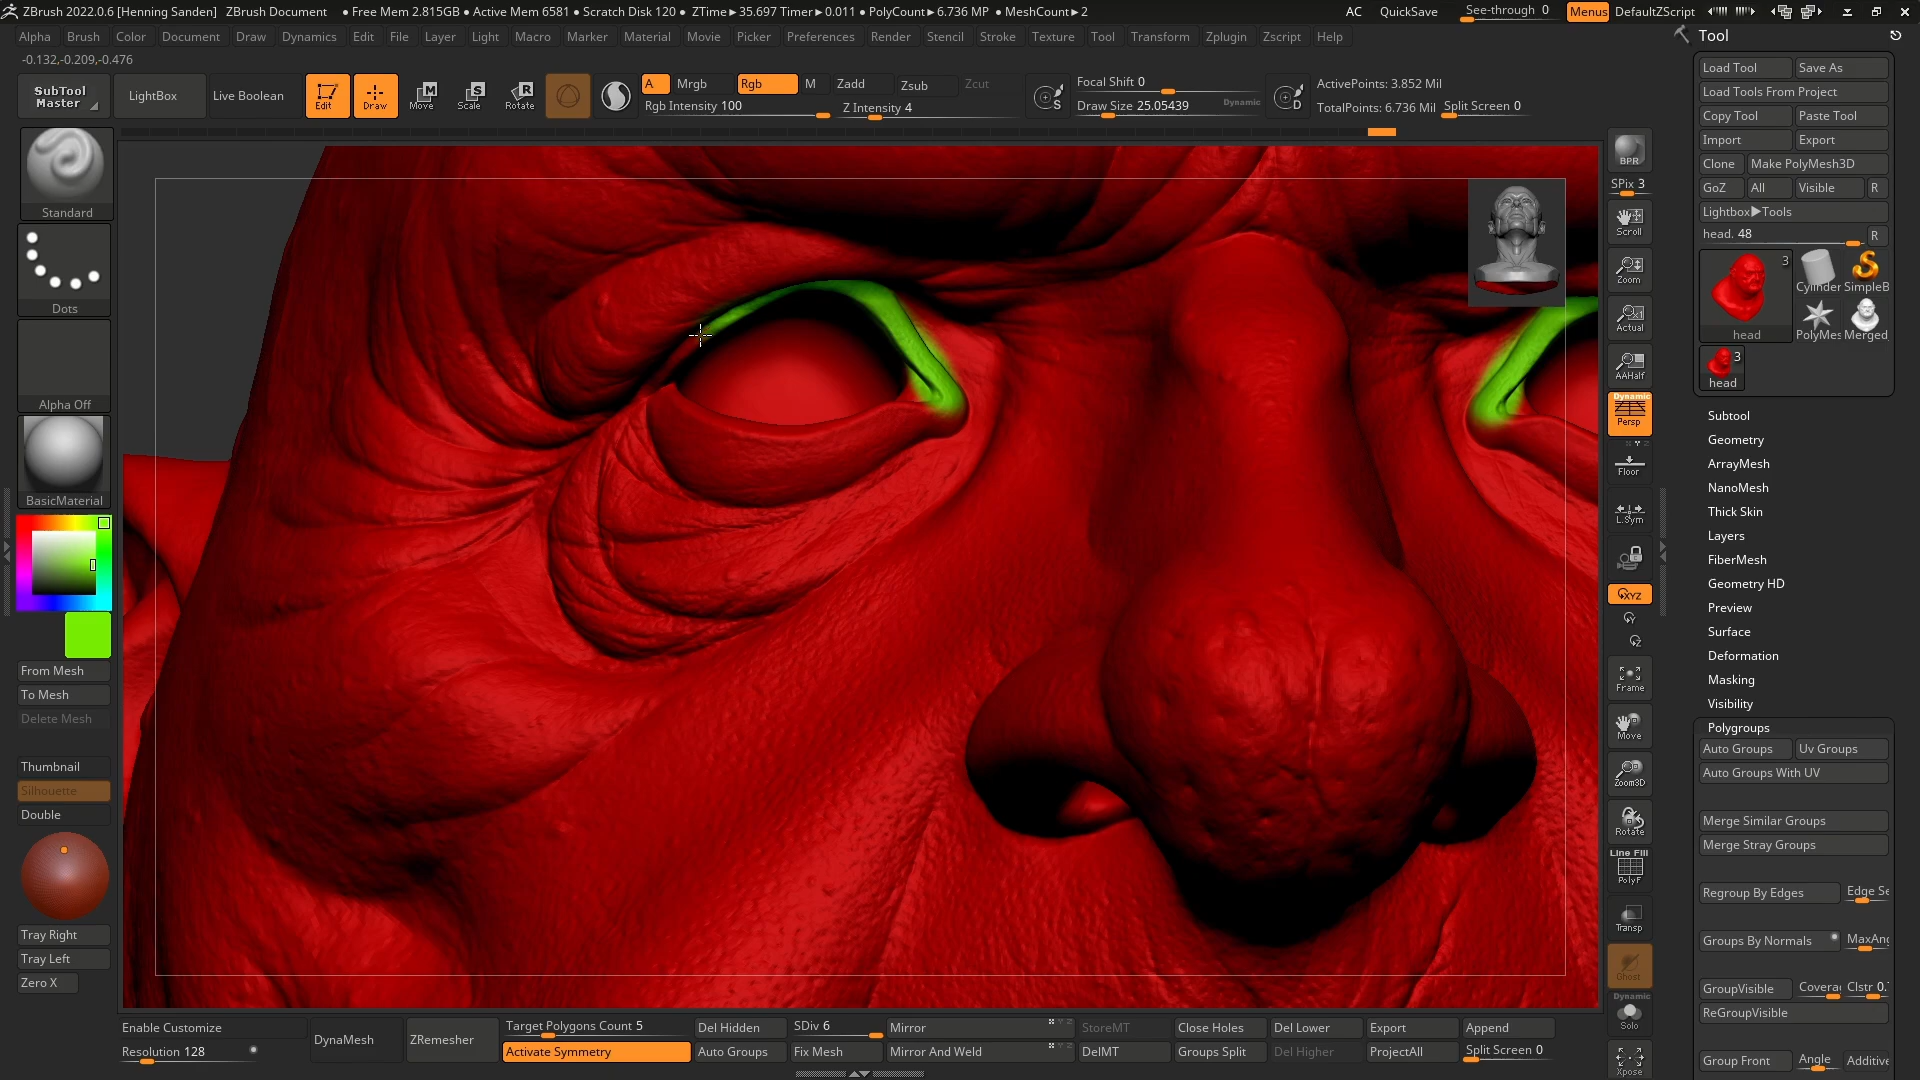 ZBrush 2022.0.6 [Henning Sanden]   ZBrush Document   • Free Mem 2.815GB • Active Mem 6581 • Scratch Disk 120 • ZTime►35.697 Timer►0.011 • PolyCount►6.736 MP • MeshCount►2   AC   QuickSave   See-through 0   Menus   DefaultZScript
Alpha Brush Color Document Draw Dynamics Edit File Layer Light Macro Marker Material Movie Picker Preferences Render Stencil Stroke Texture Tool Transform Zplugin Zscript Help
-0.132,-0.209,-0.476
SubTool Master
LightBox
Live Boolean
Edit
Draw
Move
Scale
Rotate
A Mrgb Rgb M Zadd Zsub Zcut
Rgb Intensity 100 Z Intensity 4
Focal Shift 0
Draw Size 25.05439 Dynamic
ActivePoints: 3.852 Mil
TotalPoints: 6.736 Mil Split Screen 0
Standard
Dots
Alpha Off
BasicMaterial
From Mesh
To Mesh
Delete Mesh
Thumbnail
Silhouette
Double
Tray Right
Tray Left
Zero X
BPR
SPix 3
Scroll
Zoom
Actual
AAHalf
Dynamic
Persp
Floor
L.Sym
XYZ
Frame
Move
Zoom3D
Rotate
Line Fill
PolyF
Transp
Ghost
Dynamic
Solo
Xpose
Tool
Load Tool Save As
Load Tools From Project
Copy Tool Paste Tool
Import Export
Clone Make PolyMesh3D
GoZ All Visible R
Lightbox►Tools
head. 48 R
3
head
Cylinder SimpleB
PolyMes Merged
3
head
Subtool
Geometry
ArrayMesh
NanoMesh
Thick Skin
Layers
FiberMesh
Geometry HD
Preview
Surface
Deformation
Masking
Visibility
Polygroups
Auto Groups Uv Groups
Auto Groups With UV
Merge Similar Groups
Merge Stray Groups
Regroup By Edges Edge Se
Groups By Normals MaxAng
GroupVisible Coverag Clstr 0.
ReGroupVisible
Group Front Angle Additive
Enable Customize
Resolution 128
DynaMesh
ZRemesher
Target Polygons Count 5
Activate Symmetry
Del Hidden
Auto Groups
SDiv 6
Fix Mesh
Mirror
Mirror And Weld
StoreMT
DelMT
Close Holes
Groups Split
Del Lower
Del Higher
Export
ProjectAll
Append
Split Screen 0